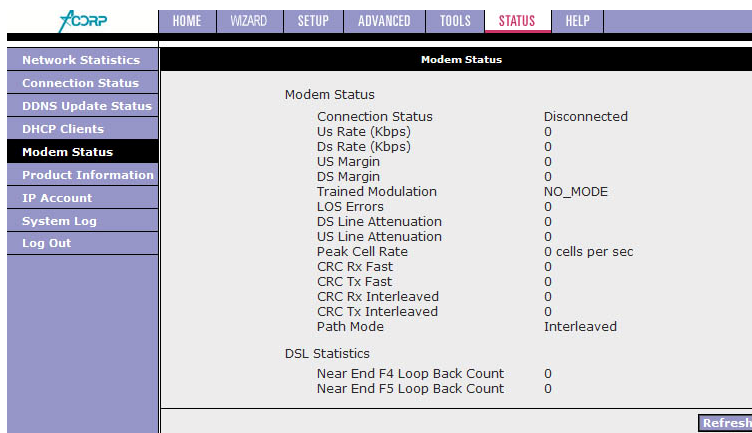 Acorp
HOME WIZARD SETUP ADVANCED TOOLS STATUS HELP
Network Statistics
Connection Status
DDNS Update Status
DHCP Clients
Modem Status
Product Information
IP Account
System Log
Log Out
Modem Status
Modem Status
Connection Status Disconnected
Us Rate (Kbps) 0
Ds Rate (Kbps) 0
US Margin 0
DS Margin 0
Trained Modulation NO_MODE
LOS Errors 0
DS Line Attenuation 0
US Line Attenuation 0
Peak Cell Rate 0 cells per sec
CRC Rx Fast 0
CRC Tx Fast 0
CRC Rx Interleaved 0
CRC Tx Interleaved 0
Path Mode Interleaved
DSL Statistics
Near End F4 Loop Back Count 0
Near End F5 Loop Back Count 0
Refresh